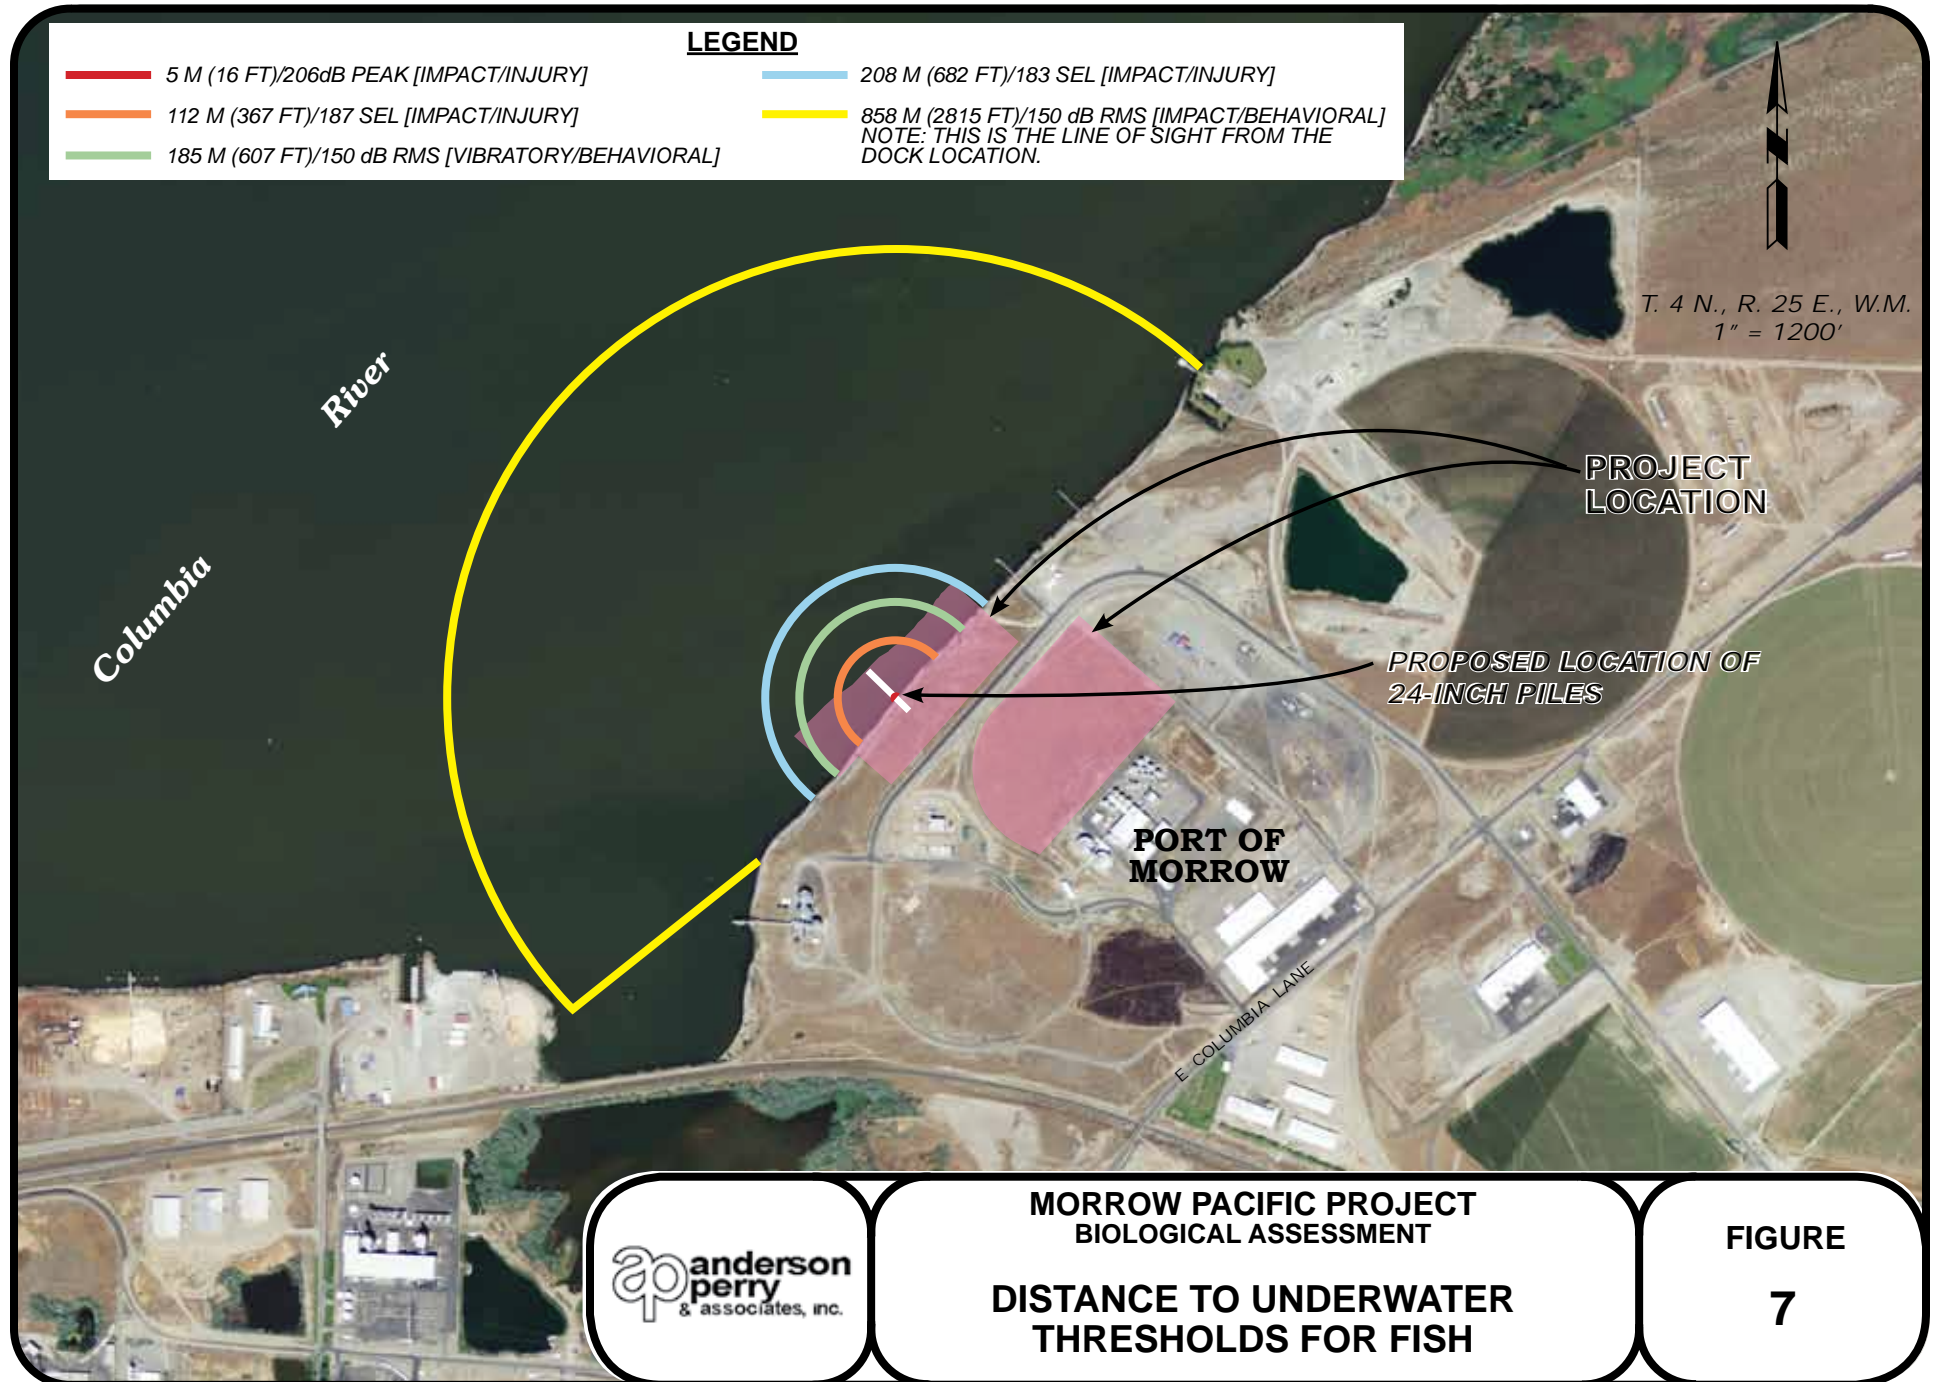 LEGEND
5 M (16 FT)/206dB PEAK [IMPACT/INJURY]
112 M (367 FT)/187 SEL [IMPACT/INJURY]
185 M (607 FT)/150 dB RMS [VIBRATORY/BEHAVIORAL]
208 M (682 FT)/183 SEL [IMPACT/INJURY]
858 M (2815 FT)/150 dB RMS [IMPACT/BEHAVIORAL]
NOTE: THIS IS THE LINE OF SIGHT FROM THE
DOCK LOCATION.
N
T. 4 N., R. 25 E., W.M.
1" = 1200'
Columbia River
PROJECT
LOCATION
PROPOSED LOCATION OF
24-INCH PILES
PORT OF
MORROW
E COLUMBIA LANE
ap anderson
perry
& associates, inc.
MORROW PACIFIC PROJECT
BIOLOGICAL ASSESSMENT
DISTANCE TO UNDERWATER
THRESHOLDS FOR FISH
FIGURE
7